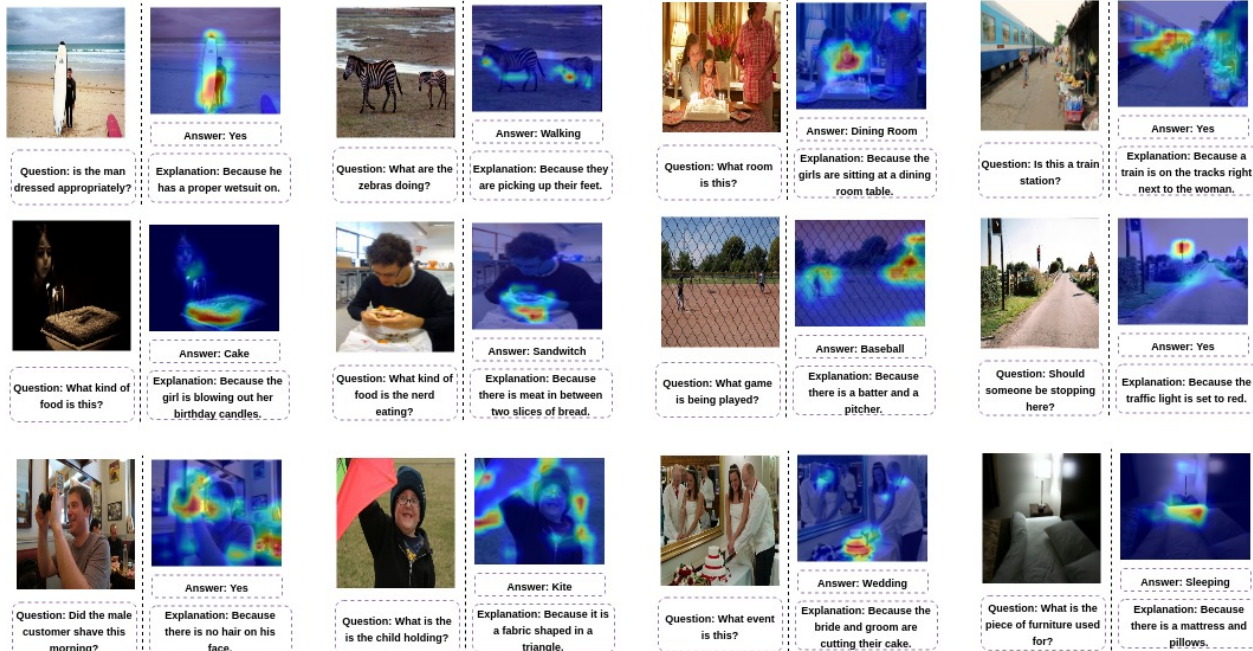 Answer: Yes
Question: is the man
dressed appropriately?
Explanation: Because he
has a proper wetsuit on.
Answer: Walking
Question: What are the
zebras doing?
Explanation: Because they
are picking up their feet.
Answer: Dining Room
Question: What room
is this?
Explanation: Because the
girls are sitting at a dining
room table.
Answer: Yes
Question: Is this a train
station?
Explanation: Because a
train is on the tracks right
next to the woman.
Answer: Cake
Question: What kind of
food is this?
Explanation: Because the
girl is blowing out her
birthday candles.
Answer: Sandwitch
Question: What kind of
food is the nerd
eating?
Explanation: Because
there is meat in between
two slices of bread.
Answer: Baseball
Question: What game
is being played?
Explanation: Because
there is a batter and a
pitcher.
Answer: Yes
Question: Should
someone be stopping
here?
Explanation: Because the
traffic light is set to red.
Answer: Yes
Question: Did the male
customer shave this
morning?
Explanation: Because
there is no hair on his
face.
Answer: Kite
Question: What is the
is the child holding?
Explanation: Because it is
a fabric shaped in a
triangle.
Answer: Wedding
Question: What event
is this?
Explanation: Because the
bride and groom are
cutting their cake.
Answer: Sleeping
Question: What is the
piece of furniture used
for?
Explanation: Because
there is a mattress and
pillows.